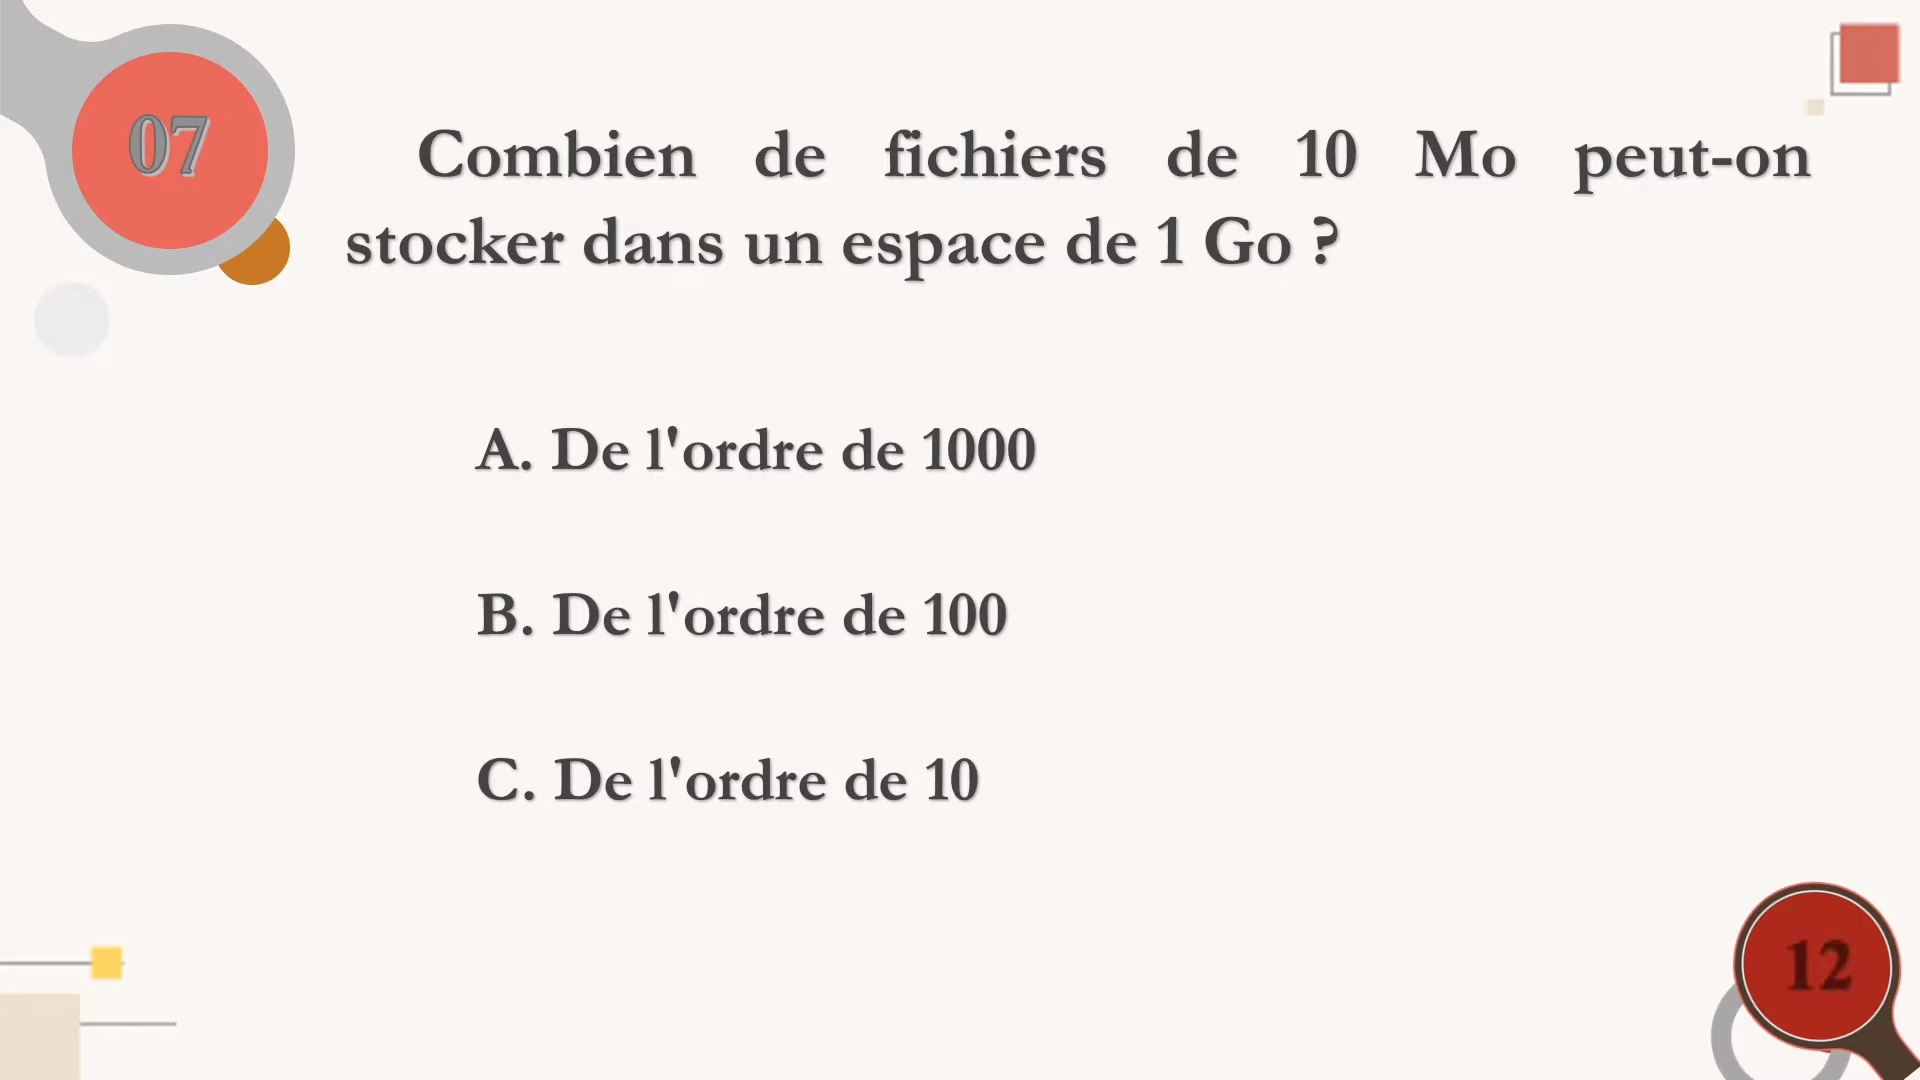 07
Combien de fichiers de 10 Mo peut-on
stocker dans un espace de 1 Go ?
A. De l'ordre de 1000
B. De l'ordre de 100
C. De l'ordre de 10
12